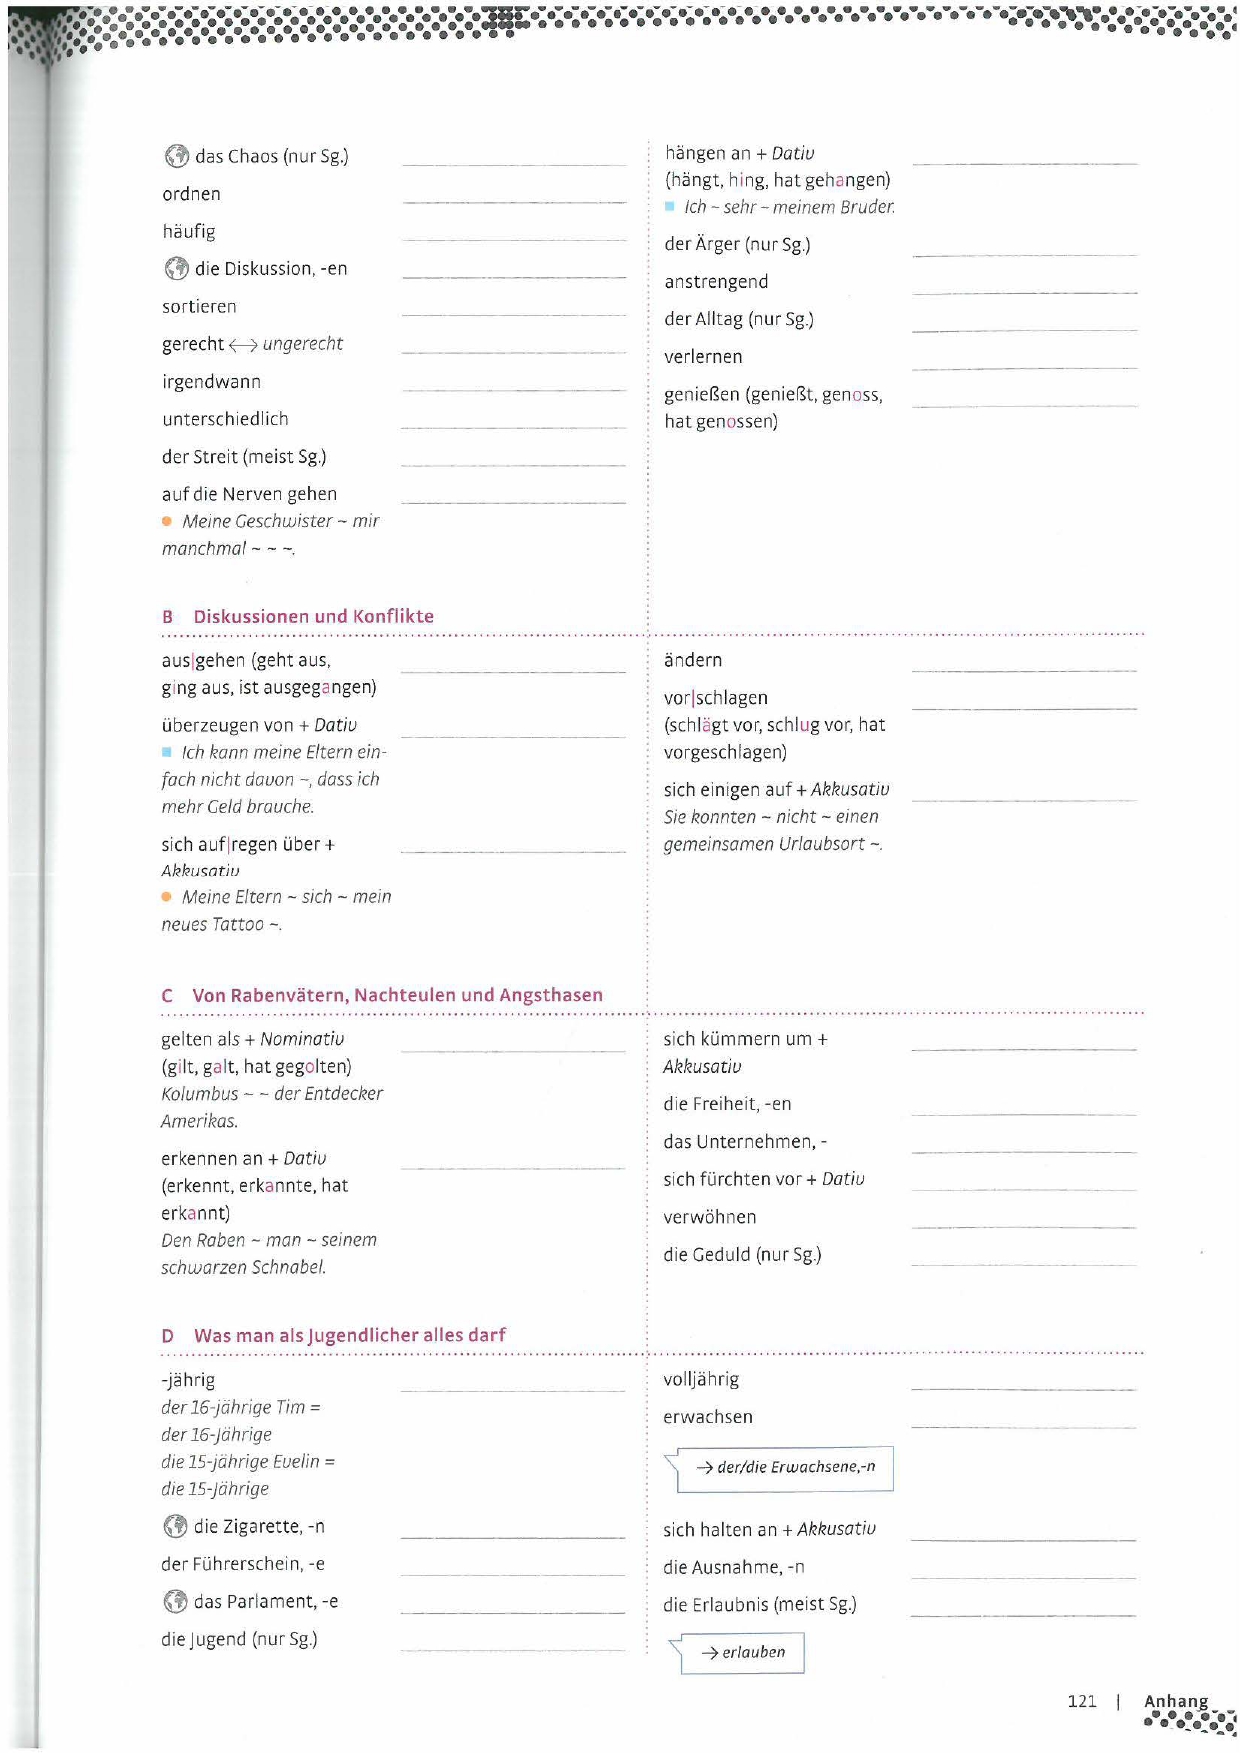 das Chaos (nur Sg.)
ordnen
häufig
die Diskussion, -en
sortieren
gerecht ↔ ungerecht
irgendwann
unterschiedlich
der Streit (meist Sg.)
auf die Nerven gehen
Meine Geschwister ~ mir
manchmal ~ ~ ~.
hängen an + Dativ
(hängt, hing, hat gehangen)
Ich ~ sehr ~ meinem Bruder.
der Ärger (nur Sg.)
anstrengend
der Alltag (nur Sg.)
verlernen
genießen (genießt, genoss,
hat genossen)
B Diskussionen und Konflikte
aus|gehen (geht aus,
ging aus, ist ausgegangen)
überzeugen von + Dativ
Ich kann meine Eltern ein-
fach nicht davon ~, dass ich
mehr Geld brauche.
sich auf|regen über +
Akkusativ
Meine Eltern ~ sich ~ mein
neues Tattoo ~.
ändern
vor|schlagen
(schlägt vor, schlug vor, hat
vorgeschlagen)
sich einigen auf + Akkusativ
Sie konnten ~ nicht ~ einen
gemeinsamen Urlaubsort ~.
C Von Rabenvätern, Nachteulen und Angsthasen
gelten als + Nominativ
(gilt, galt, hat gegolten)
Kolumbus ~ ~ der Entdecker
Amerikas.
erkennen an + Dativ
(erkennt, erkannte, hat
erkannt)
Den Raben ~ man ~ seinem
schwarzen Schnabel.
sich kümmern um +
Akkusativ
die Freiheit, -en
das Unternehmen, -
sich fürchten vor + Dativ
verwöhnen
die Geduld (nur Sg.)
D Was man als Jugendlicher alles darf
-jährig
der 16-jährige Tim =
der 16-Jährige
die 15-jährige Evelin =
die 15-Jährige
die Zigarette, -n
der Führerschein, -e
das Parlament, -e
die Jugend (nur Sg.)
volljährig
erwachsen
→ der/die Erwachsene,-n
sich halten an + Akkusativ
die Ausnahme, -n
die Erlaubnis (meist Sg.)
→ erlauben
121 | Anhang